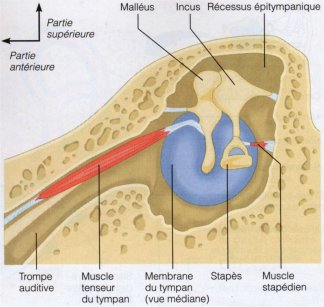 Partie
supérieure
Partie
antérieure
Malléus
Incus
Récessus épitympanique
Trompe
auditive
Muscle
tenseur
du tympan
Membrane
du tympan
(vue médiane)
Stapès
Muscle
stapédien